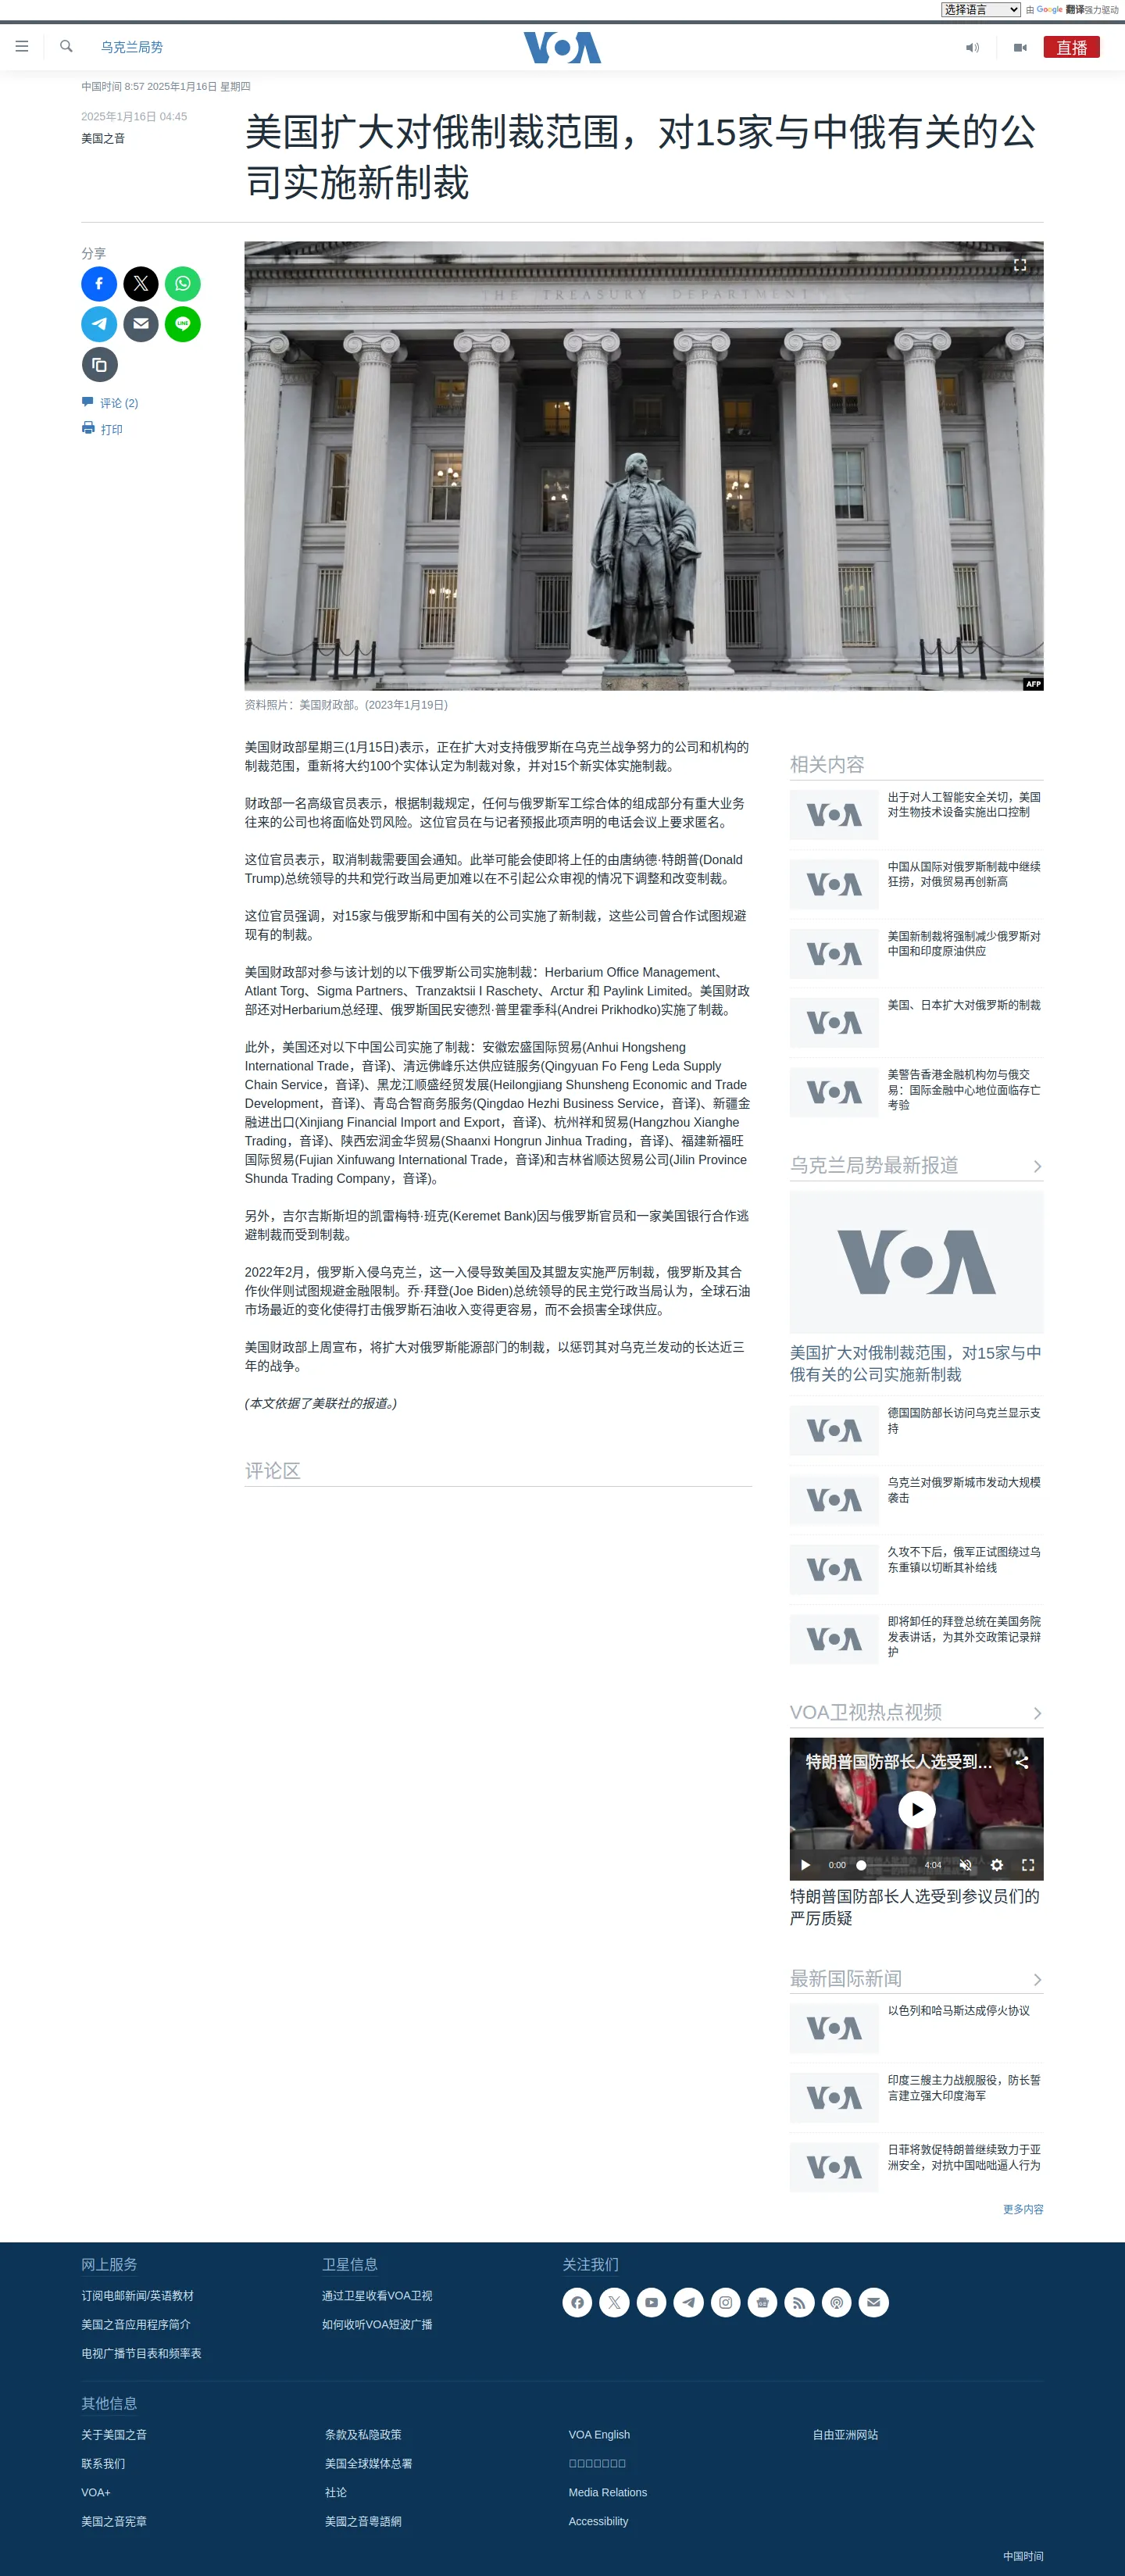 选择语言
由 Google 翻译强力驱动
乌克兰局势
VOA
直播
中国时间 8:57 2025年1月16日 星期四
2025年1月16日 04:45
美国之音
美国扩大对俄制裁范围，对15家与中俄有关的公
司实施新制裁
分享
LINE
评论 (2)
打印
THE TREASURY DEPARTMENT
AFP
资料照片：美国财政部。(2023年1月19日)
美国财政部星期三(1月15日)表示，正在扩大对支持俄罗斯在乌克兰战争努力的公司和机构的
制裁范围，重新将大约100个实体认定为制裁对象，并对15个新实体实施制裁。
财政部一名高级官员表示，根据制裁规定，任何与俄罗斯军工综合体的组成部分有重大业务
往来的公司也将面临处罚风险。这位官员在与记者预报此项声明的电话会议上要求匿名。
这位官员表示，取消制裁需要国会通知。此举可能会使即将上任的由唐纳德·特朗普(Donald
Trump)总统领导的共和党行政当局更加难以在不引起公众审视的情况下调整和改变制裁。
这位官员强调，对15家与俄罗斯和中国有关的公司实施了新制裁，这些公司曾合作试图规避
现有的制裁。
美国财政部对参与该计划的以下俄罗斯公司实施制裁：Herbarium Office Management、
Atlant Torg、Sigma Partners、Tranzaktsii I Raschety、Arctur 和 Paylink Limited。美国财政
部还对Herbarium总经理、俄罗斯国民安德烈·普里霍季科(Andrei Prikhodko)实施了制裁。
此外，美国还对以下中国公司实施了制裁：安徽宏盛国际贸易(Anhui Hongsheng
International Trade，音译)、清远佛峰乐达供应链服务(Qingyuan Fo Feng Leda Supply
Chain Service，音译)、黑龙江顺盛经贸发展(Heilongjiang Shunsheng Economic and Trade
Development，音译)、青岛合智商务服务(Qingdao Hezhi Business Service，音译)、新疆金
融进出口(Xinjiang Financial Import and Export，音译)、杭州祥和贸易(Hangzhou Xianghe
Trading，音译)、陕西宏润金华贸易(Shaanxi Hongrun Jinhua Trading，音译)、福建新福旺
国际贸易(Fujian Xinfuwang International Trade，音译)和吉林省顺达贸易公司(Jilin Province
Shunda Trading Company，音译)。
另外，吉尔吉斯斯坦的凯雷梅特·班克(Keremet Bank)因与俄罗斯官员和一家美国银行合作逃
避制裁而受到制裁。
2022年2月，俄罗斯入侵乌克兰，这一入侵导致美国及其盟友实施严厉制裁，俄罗斯及其合
作伙伴则试图规避金融限制。乔·拜登(Joe Biden)总统领导的民主党行政当局认为，全球石油
市场最近的变化使得打击俄罗斯石油收入变得更容易，而不会损害全球供应。
美国财政部上周宣布，将扩大对俄罗斯能源部门的制裁，以惩罚其对乌克兰发动的长达近三
年的战争。
(本文依据了美联社的报道。)
评论区
相关内容
VOA
出于对人工智能安全关切，美国
对生物技术设备实施出口控制
VOA
中国从国际对俄罗斯制裁中继续
狂捞，对俄贸易再创新高
VOA
美国新制裁将强制减少俄罗斯对
中国和印度原油供应
VOA
美国、日本扩大对俄罗斯的制裁
VOA
美警告香港金融机构勿与俄交
易：国际金融中心地位面临存亡
考验
乌克兰局势最新报道
VOA
美国扩大对俄制裁范围，对15家与中
俄有关的公司实施新制裁
VOA
德国国防部长访问乌克兰显示支
持
VOA
乌克兰对俄罗斯城市发动大规模
袭击
VOA
久攻不下后，俄军正试图绕过乌
东重镇以切断其补给线
VOA
即将卸任的拜登总统在美国务院
发表讲话，为其外交政策记录辩
护
VOA卫视热点视频
特朗普国防部长人选受到...
VOA
0:00
4:04
特朗普国防部长人选受到参议员们的
严厉质疑
最新国际新闻
VOA
以色列和哈马斯达成停火协议
VOA
印度三艘主力战舰服役，防长誓
言建立强大印度海军
VOA
日菲将敦促特朗普继续致力于亚
洲安全，对抗中国咄咄逼人行为
更多内容
网上服务
订阅电邮新闻/英语教材
美国之音应用程序简介
电视广播节目表和频率表
卫星信息
通过卫星收看VOA卫视
如何收听VOA短波广播
关注我们
其他信息
关于美国之音
联系我们
VOA+
美国之音宪章
条款及私隐政策
美国全球媒体总署
社论
美國之音粵語網
VOA English
Media Relations
Accessibility
自由亚洲网站
中国时间